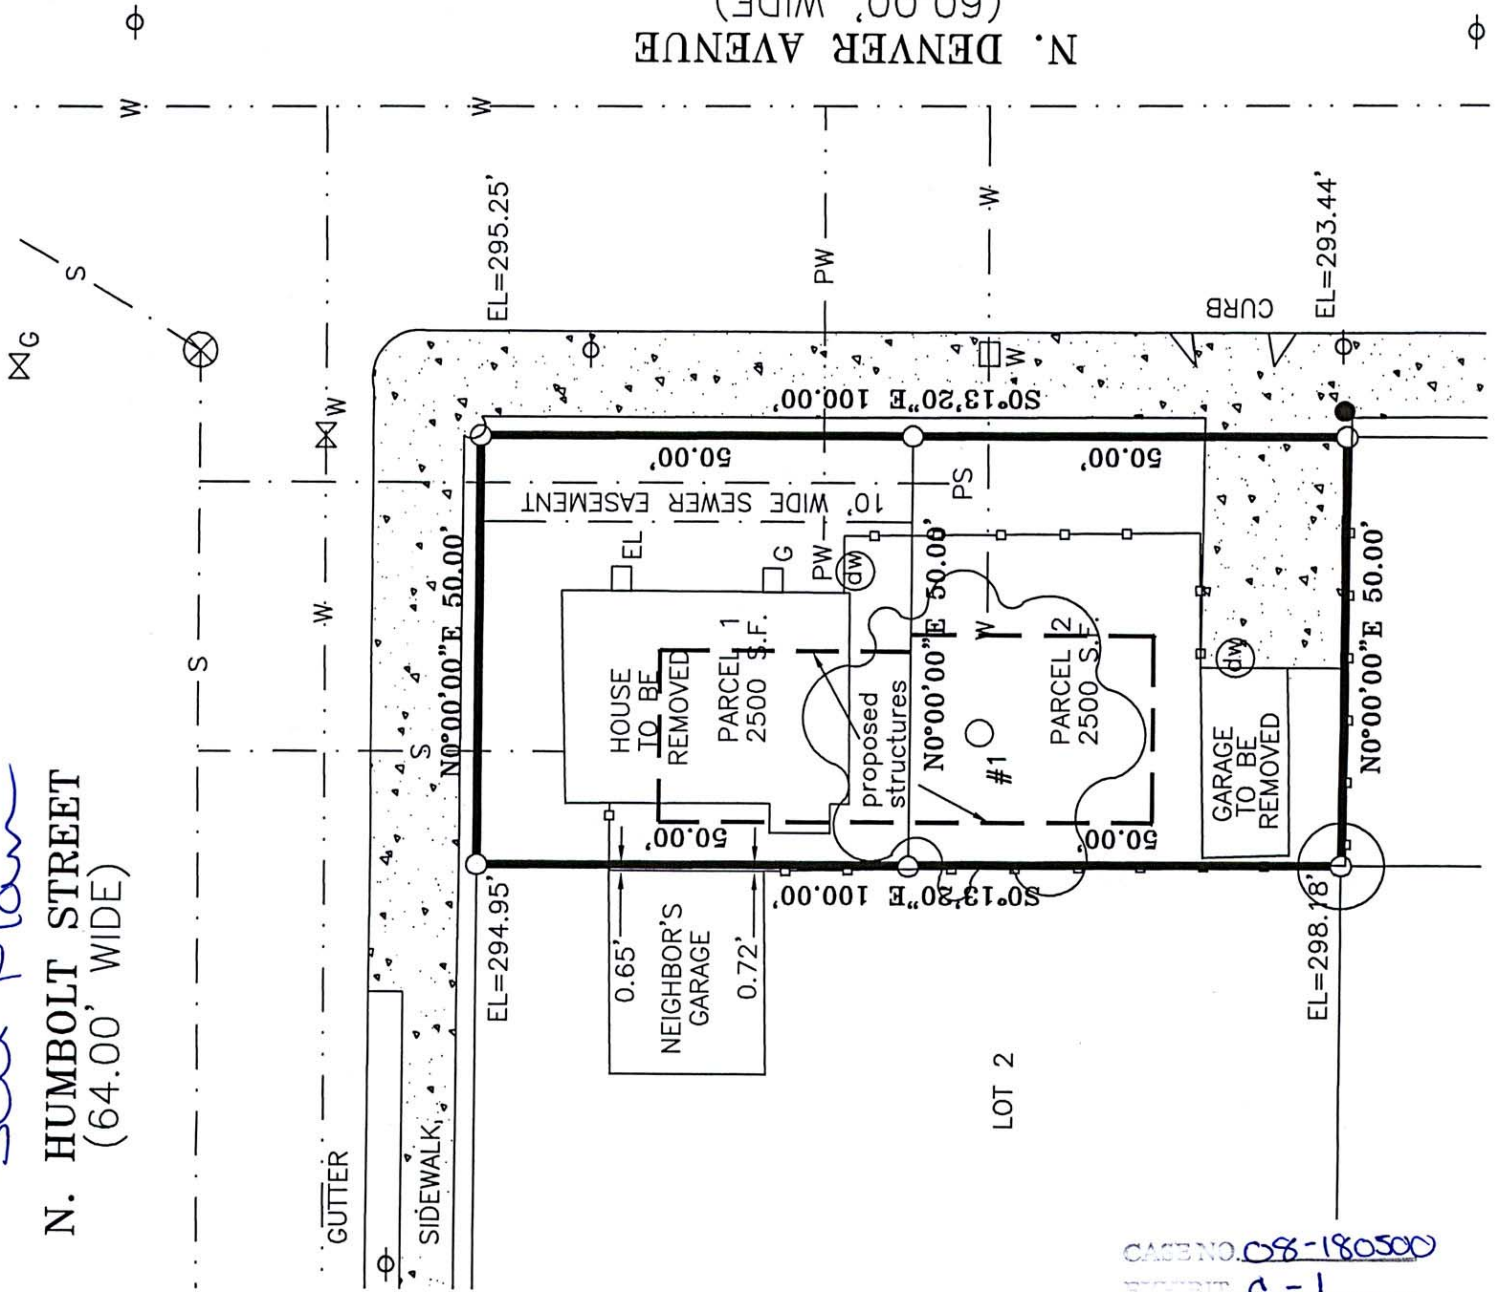 (60.00' WIDE)
N. DENVER AVENUE
W
W
S
G
EL=295.25'
W
PW
EL=293.44'
CURB
W
W
S0°13'20"E 100.00'
50.00'
50.00'
10' WIDE SEWER EASEMENT
PS
N0°00'00"E 50.00'
EL
G
PW
dw
N0°00'00"E 50.00'
N0°00'00"E 50.00'
W
S
W
S
HOUSE
TO BE
REMOVED
PARCEL 1
2500 S.F.
proposed
structures
#1
PARCEL 2
2500 S.F.
dw
GARAGE
TO BE
REMOVED
50.00'
50.00'
S0°13'20"E 100.00'
EL=294.95'
0.65'
NEIGHBOR'S
GARAGE
0.72'
EL=298.18'
LOT 2
Plan
N. HUMBOLT STREET
(64.00' WIDE)
GUTTER
SIDEWALK
CASE NO. 08-180500